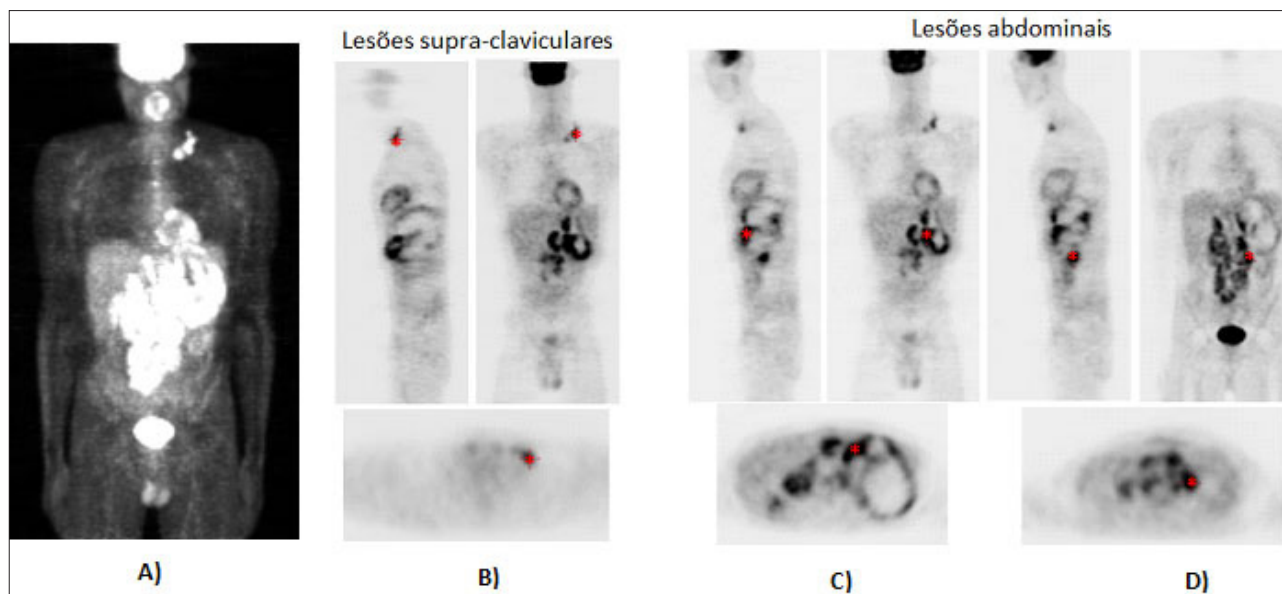 Lesões supra-claviculares
Lesões abdominais
A)
B)
C)
D)